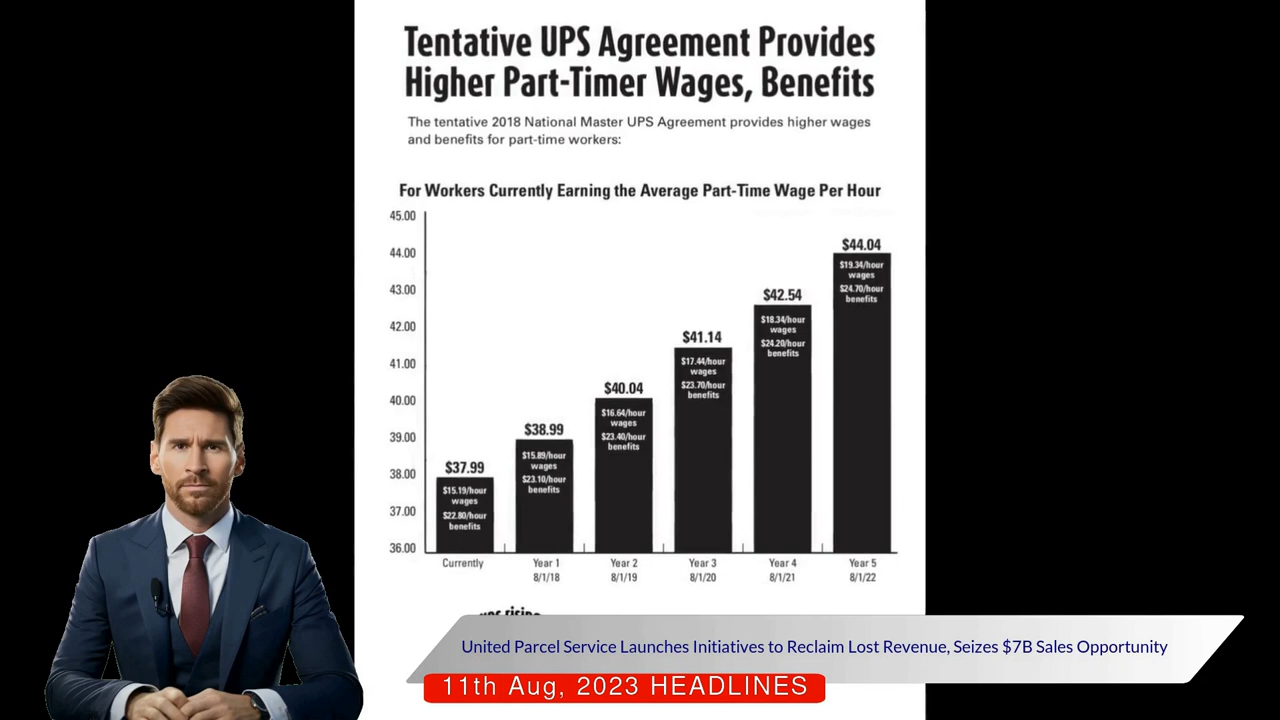 Tentative UPS Agreement Provides
Higher Part-Timer Wages, Benefits
The tentative 2018 National Master UPS Agreement provides higher wages
and benefits for part-time workers:
For Workers Currently Earning the Average Part-Time Wage Per Hour
45.00
44.00
43.00
42.00
41.00
40.00
39.00
38.00
37.00
36.00
$37.99
$15.19/hour
wages
$22.80/hour
benefits
Currently
$38.99
$15.89/hour
wages
$23.10/hour
benefits
Year 1
8/1/18
$40.04
$16.64/hour
wages
$23.40/hour
benefits
Year 2
8/1/19
$41.14
$17.44/hour
wages
$23.70/hour
benefits
Year 3
8/1/20
$42.54
$18.34/hour
wages
$24.20/hour
benefits
Year 4
8/1/21
$44.04
$19.34/hour
wages
$24.70/hour
benefits
Year 5
8/1/22
United Parcel Service Launches Initiatives to Reclaim Lost Revenue, Seizes $7B Sales Opportunity
11th Aug, 2023 HEADLINES